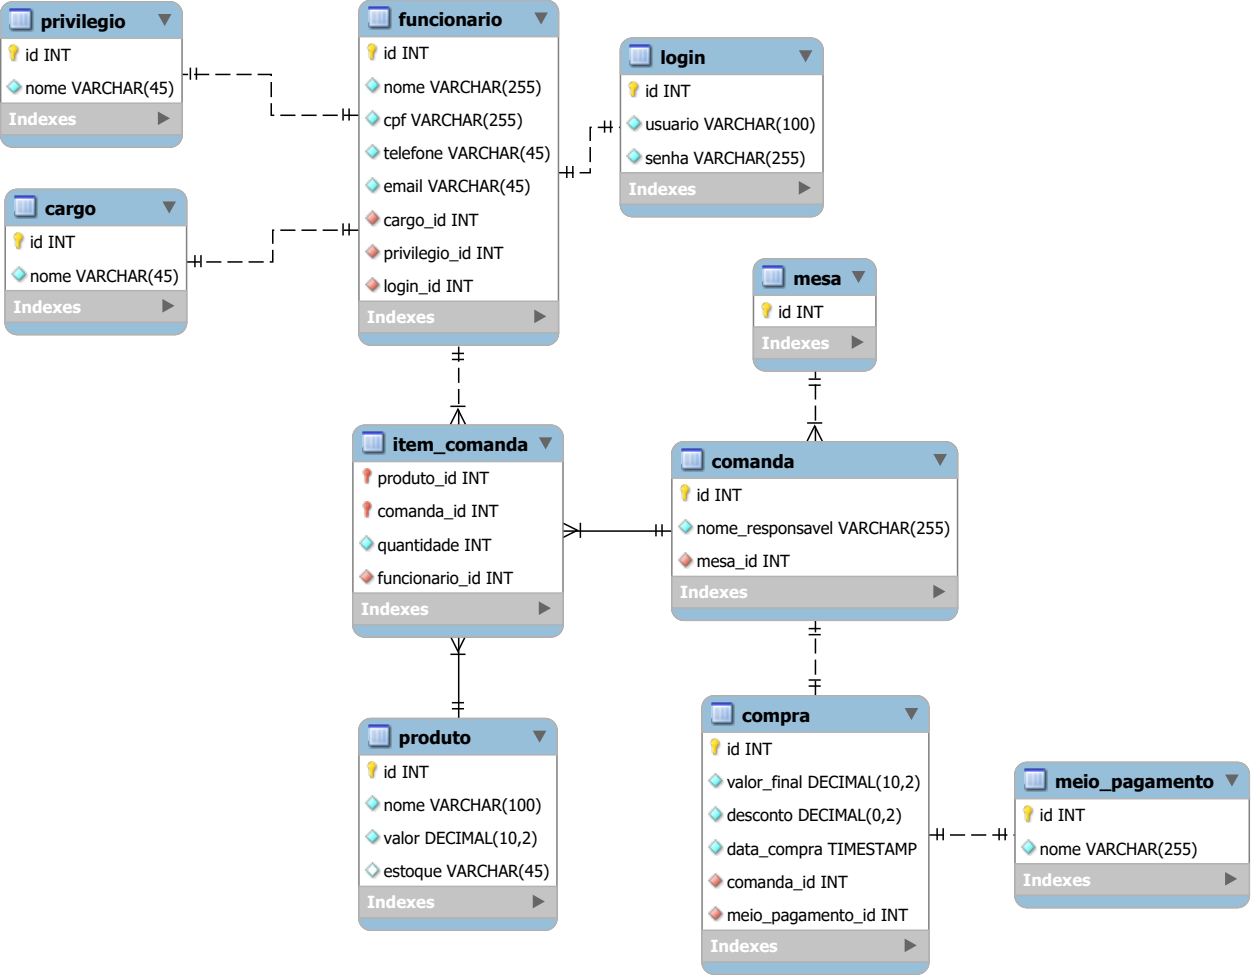 privilegio
id INT
nome VARCHAR(45)
Indexes
cargo
id INT
nome VARCHAR(45)
Indexes
funcionario
id INT
nome VARCHAR(255)
cpf VARCHAR(255)
telefone VARCHAR(45)
email VARCHAR(45)
cargo_id INT
privilegio_id INT
login_id INT
Indexes
login
id INT
usuario VARCHAR(100)
senha VARCHAR(255)
Indexes
mesa
id INT
Indexes
item_comanda
produto_id INT
comanda_id INT
quantidade INT
funcionario_id INT
Indexes
comanda
id INT
nome_responsavel VARCHAR(255)
mesa_id INT
Indexes
produto
id INT
nome VARCHAR(100)
valor DECIMAL(10,2)
estoque VARCHAR(45)
Indexes
compra
id INT
valor_final DECIMAL(10,2)
desconto DECIMAL(0,2)
data_compra TIMESTAMP
comanda_id INT
meio_pagamento_id INT
Indexes
meio_pagamento
id INT
nome VARCHAR(255)
Indexes